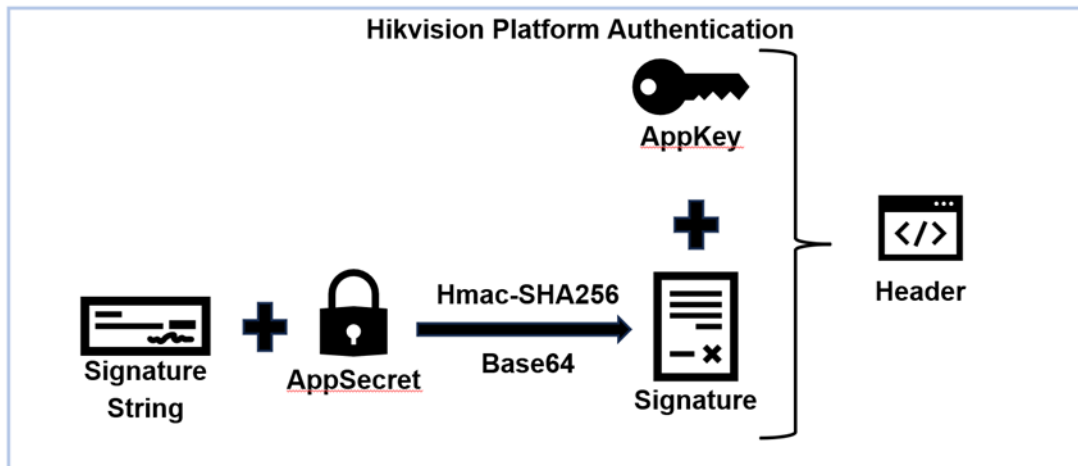 Hikvision Platform Authentication
AppKey
Hmac-SHA256
Base64
Signature
String
AppSecret
Signature
</>
Header